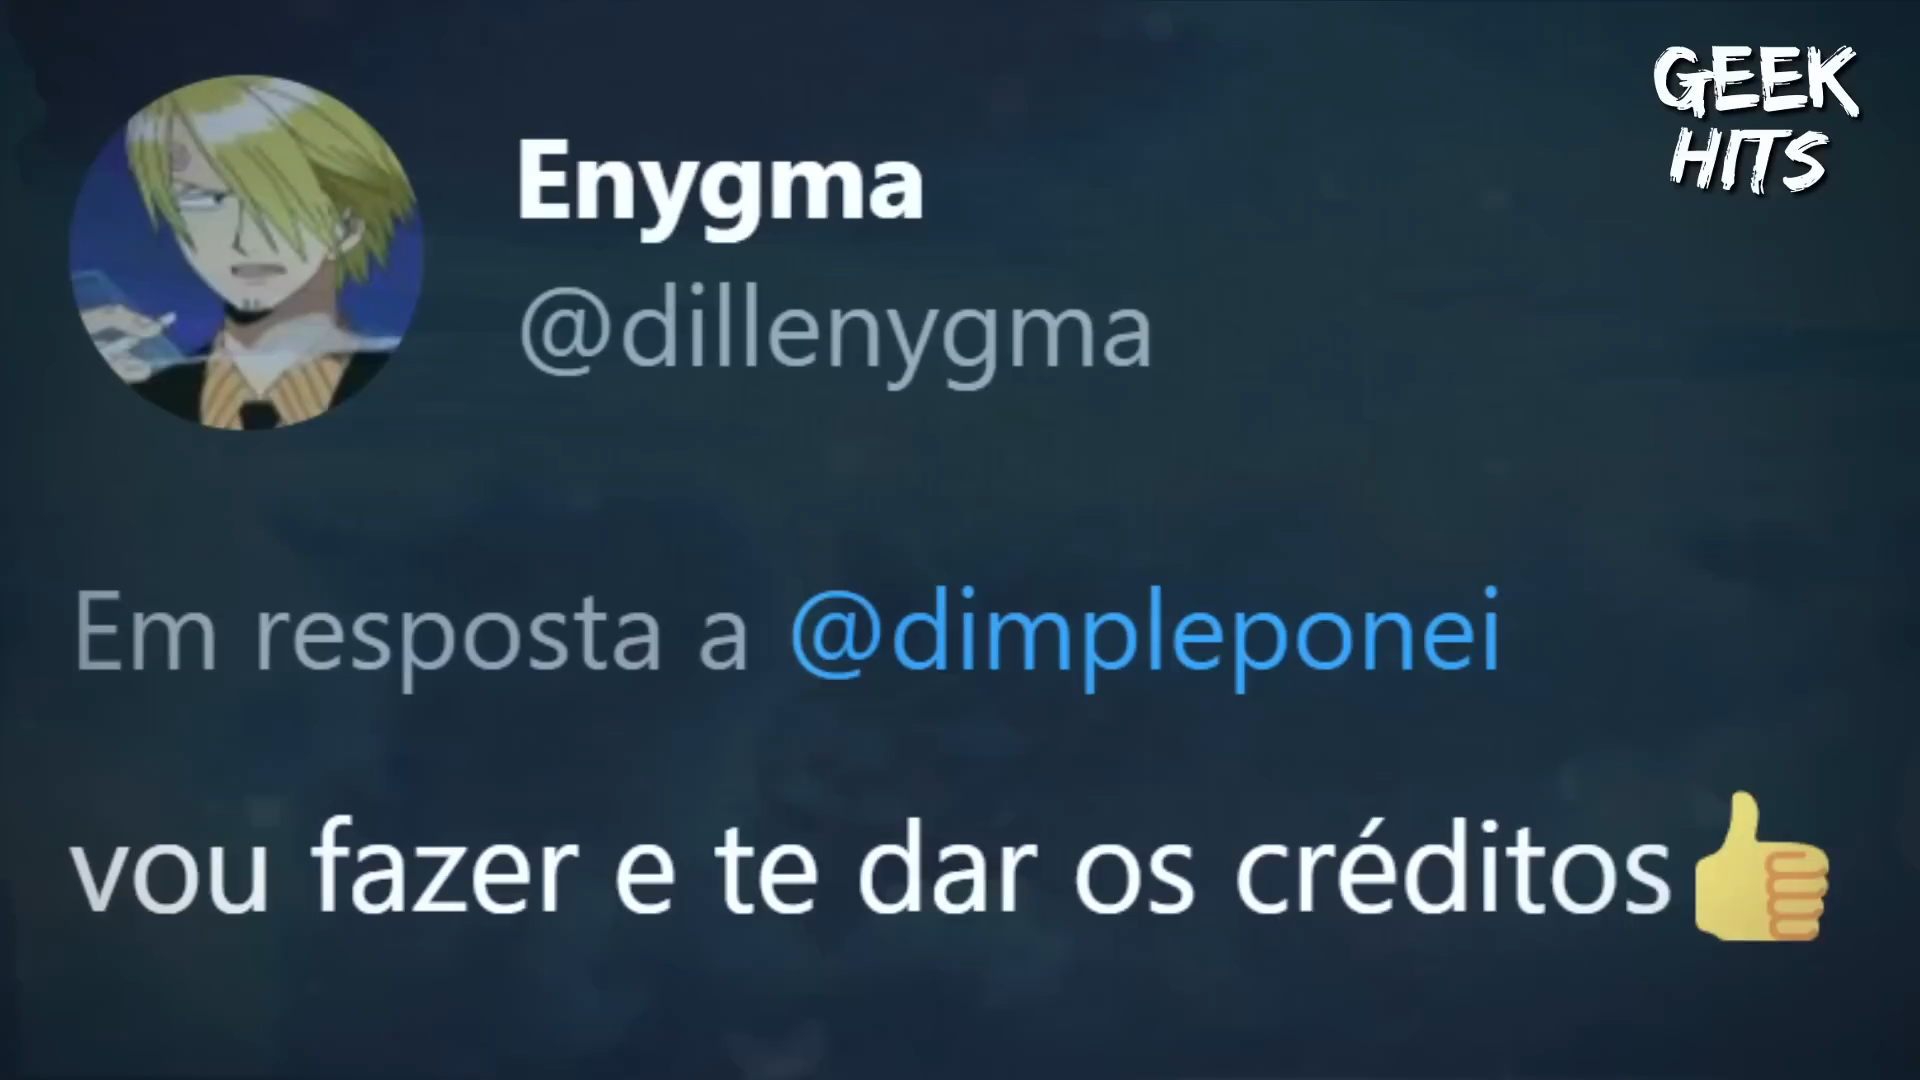 GEEK
HITS
Enygma
@dillenygma
Em resposta a @dimpleponei
vou fazer e te dar os créditos👍